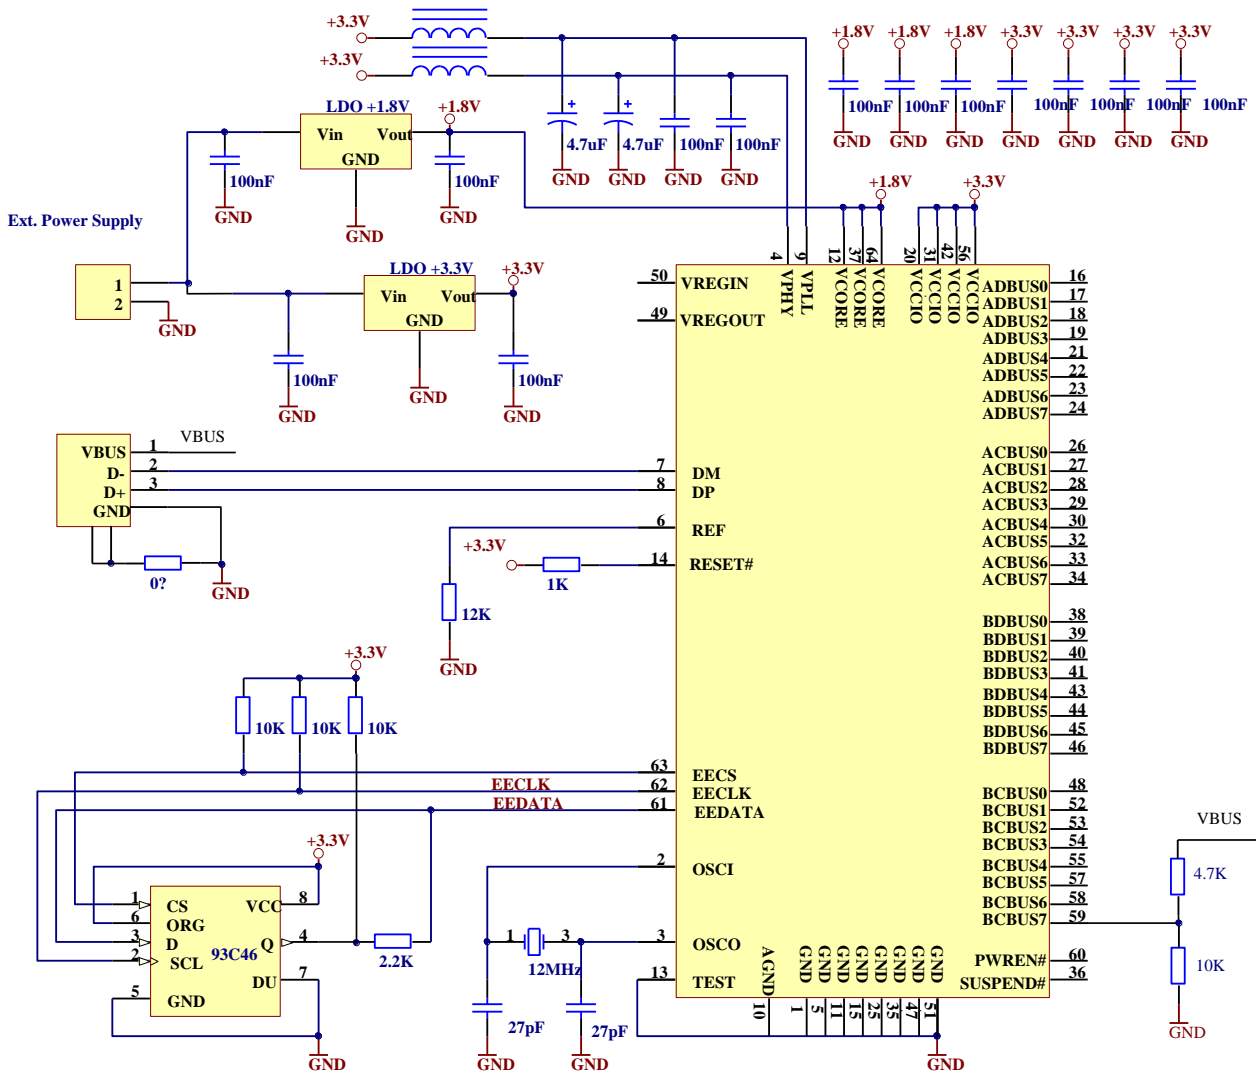 +3.3V
+3.3V
4.7uF
4.7uF
100nF
100nF
GND
GND
GND
GND
+1.8V
+1.8V
+1.8V
+3.3V
+3.3V
+3.3V
+3.3V
100nF
100nF
100nF
100nF
100nF
100nF
100nF
GND
GND
GND
GND
GND
GND
GND
LDO +1.8V
+1.8V
Vin
Vout
GND
100nF
100nF
GND
GND
GND
Ext. Power Supply
1
2
GND
LDO +3.3V
+3.3V
Vin
Vout
GND
100nF
100nF
GND
GND
GND
+1.8V
+3.3V
4
9
12
37
64
20
31
42
56
VPHY
VPLL
VCORE
VCORE
VCORE
VCCIO
VCCIO
VCCIO
VCCIO
50
VREGIN
49
VREGOUT
VBUS
1
VBUS
D-
2
D+
3
GND
0?
GND
7
DM
8
DP
6
REF
14
RESET#
+3.3V
1K
12K
GND
+3.3V
10K
10K
10K
63
EECS
EECLK
62
EECLK
EEDATA
61
EEDATA
2
OSCI
3
OSCO
13
TEST
+3.3V
1
CS
VCC
8
6
ORG
3
D
93C46
Q
4
2
SCL
DU
7
5
GND
2.2K
GND
1
3
12MHz
27pF
27pF
GND
GND
AGND
GND
GND
GND
GND
GND
GND
GND
GND
10
1
5
11
15
25
35
47
51
GND
ADBUS0
16
ADBUS1
17
ADBUS2
18
ADBUS3
19
ADBUS4
21
ADBUS5
22
ADBUS6
23
ADBUS7
24
ACBUS0
26
ACBUS1
27
ACBUS2
28
ACBUS3
29
ACBUS4
30
ACBUS5
32
ACBUS6
33
ACBUS7
34
BDBUS0
38
BDBUS1
39
BDBUS2
40
BDBUS3
41
BDBUS4
43
BDBUS5
44
BDBUS6
45
BDBUS7
46
BCBUS0
48
BCBUS1
52
BCBUS2
53
BCBUS3
54
BCBUS4
55
BCBUS5
57
BCBUS6
58
BCBUS7
59
PWREN#
60
SUSPEND#
36
VBUS
4.7K
10K
GND